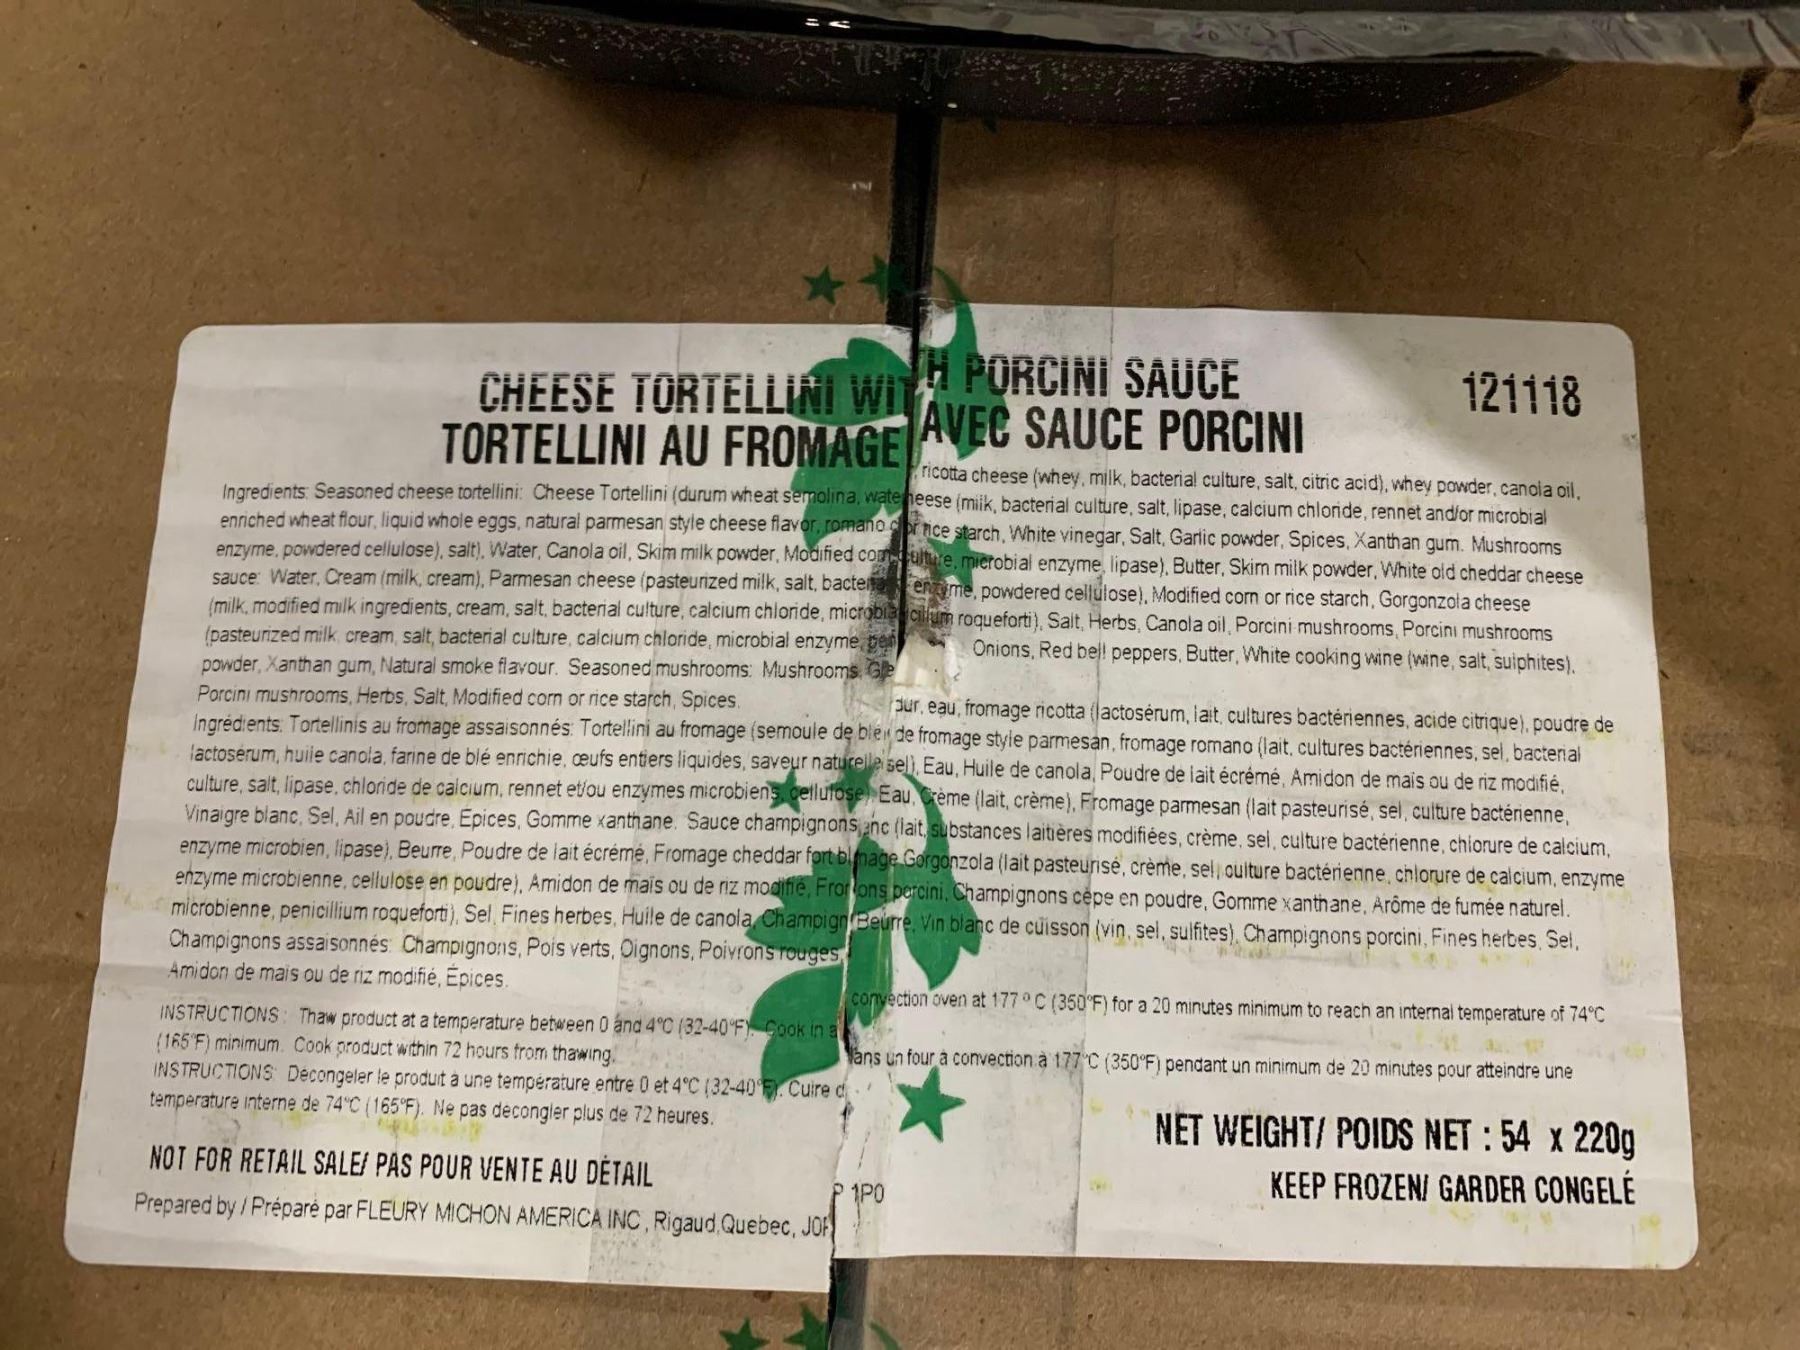 CHEESE TORTELLINI WITH PORCINI SAUCE
121118
TORTELLINI AU FROMAGE AVEC SAUCE PORCINI
Ingredients: Seasoned cheese tortellini: Cheese Tortellini (durum wheat semolina, water, ricotta cheese (whey, milk, bacterial culture, salt, citric acid), whey powder, canola oil,
enriched wheat flour, liquid whole eggs, natural parmesan style cheese flavor, romano cheese (milk, bacterial culture, salt, lipase, calcium chloride, rennet and/or microbial
enzyme, powdered cellulose), salt), Water, Canola oil, Skim milk powder, Modified corn or rice starch, White vinegar, Salt, Garlic powder, Spices, Xanthan gum. Mushrooms
sauce: Water, Cream (milk, cream), Parmesan cheese (pasteurized milk, salt, bacterial culture, microbial enzyme, lipase), Butter, Skim milk powder, White old cheddar cheese
(milk, modified milk ingredients, cream, salt, bacterial culture, calcium chloride, microbial enzyme, powdered cellulose), Modified corn or rice starch, Gorgonzola cheese
(pasteurized milk, cream, salt, bacterial culture, calcium chloride, microbial enzyme, penicillium roqueforti), Salt, Herbs, Canola oil, Porcini mushrooms, Porcini mushrooms
powder, Xanthan gum, Natural smoke flavour. Seasoned mushrooms: Mushrooms, Onions, Red bell peppers, Butter, White cooking wine (wine, salt, sulphites),
Porcini mushrooms, Herbs, Salt, Modified corn or rice starch, Spices.
Ingrédients: Tortellinis au fromage assaisonnés: Tortellini au fromage (semoule de blé dur, eau, fromage ricotta (lactosérum, lait, cultures bactériennes, acide citrique), poudre de
lactosérum, huile canola, farine de blé enrichie, œufs entiers liquides, saveur naturelle de fromage style parmesan, fromage romano (lait, cultures bactériennes, sel, bacterial
culture, salt, lipase, chloride de calcium, rennet et/ou enzymes microbiens, cellulose), sel), Eau, Huile de canola, Poudre de lait écrémé, Amidon de maïs ou de riz modifié,
Vinaigre blanc, Sel, Ail en poudre, Épices, Gomme xanthane. Sauce champignons: Eau, Crème (lait, crème), Fromage parmesan (lait pasteurisé, sel, culture bactérienne,
enzyme microbien, lipase), Beurre, Poudre de lait écrémé, Fromage cheddar fort blanc (lait, substances laitières modifiées, crème, sel, culture bactérienne, chlorure de calcium,
enzyme microbienne, cellulose en poudre), Amidon de maïs ou de riz modifié, Fromage Gorgonzola (lait pasteurisé, crème, sel, culture bactérienne, chlorure de calcium, enzyme
microbienne, penicillium roqueforti), Sel, Fines herbes, Huile de canola, Champignons porcini, Champignons cèpe en poudre, Gomme xanthane, Arôme de fumée naturel.
Champignons assaisonnés: Champignons, Pois verts, Oignons, Poivrons rouges, Beurre, Vin blanc de cuisson (vin, sel, sulfites), Champignons porcini, Fines herbes, Sel,
Amidon de maïs ou de riz modifié, Épices.
INSTRUCTIONS: Thaw product at a temperature between 0 and 4°C (32-40°F). Cook in a convection oven at 177°C (350°F) for a 20 minutes minimum to reach an internal temperature of 74°C
(165°F) minimum. Cook product within 72 hours from thawing.
INSTRUCTIONS: Décongeler le produit à une température entre 0 et 4°C (32-40°F). Cuire dans un four à convection à 177°C (350°F) pendant un minimum de 20 minutes pour atteindre une
température interne de 74°C (165°F). Ne pas décongler plus de 72 heures.
NOT FOR RETAIL SALE/ PAS POUR VENTE AU DÉTAIL
NET WEIGHT/ POIDS NET : 54 x 220g
KEEP FROZEN/ GARDER CONGELÉ
Prepared by / Préparé par FLEURY MICHON AMERICA INC, Rigaud,Quebec, J0P 1P0